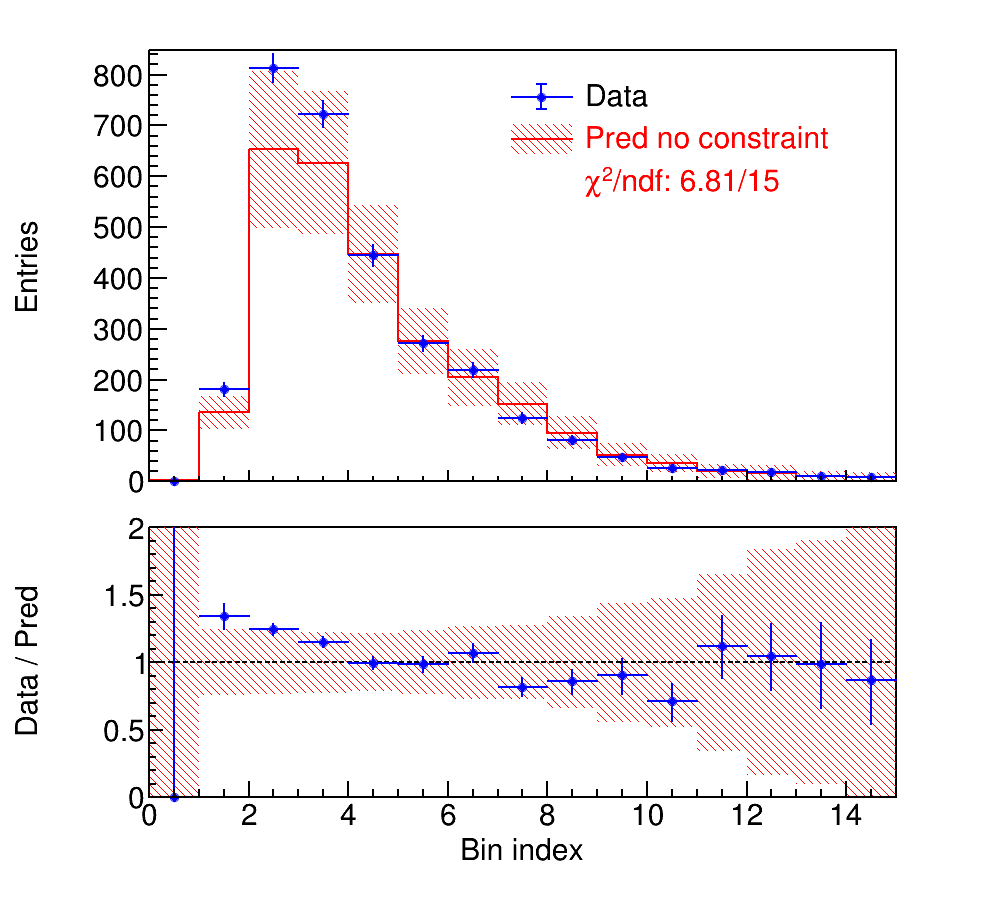 800
700
600
500
400
300
200
100
0
Entries
Data
Pred no constraint
χ²/ndf: 6.81/15
2
1.5
1
0.5
0
Data / Pred
0 2 4 6 8 10 12 14
Bin index